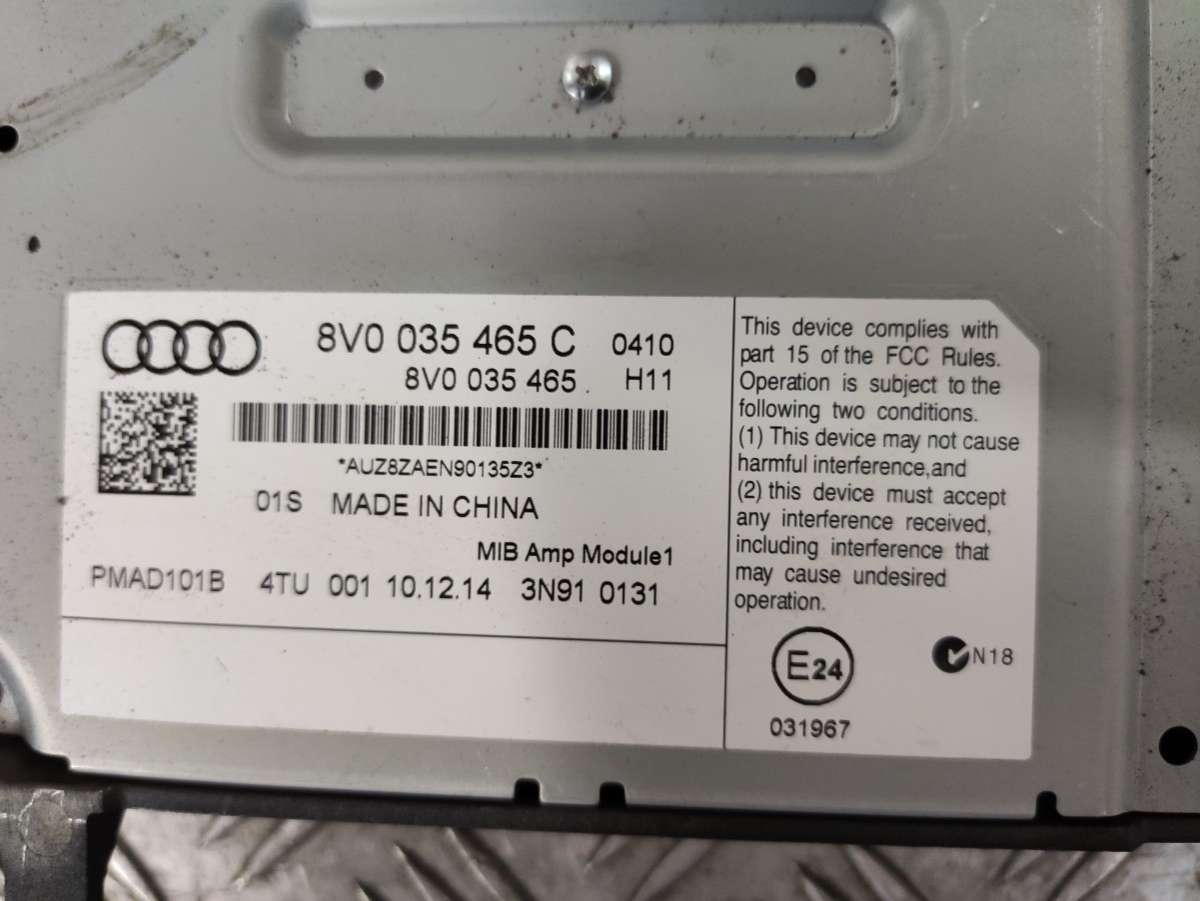 8V0 035 465 C 0410
8V0 035 465 . H11
*AUZ8ZAEN90135Z3*
01S MADE IN CHINA
MIB Amp Module1
PMAD101B 4TU 001 10.12.14 3N91 0131
This device complies with
part 15 of the FCC Rules.
Operation is subject to the
following two conditions.
(1) This device may not cause
harmful interference,and
(2) this device must accept
any interference received,
including interference that
may cause undesired
operation.
E24
N18
031967